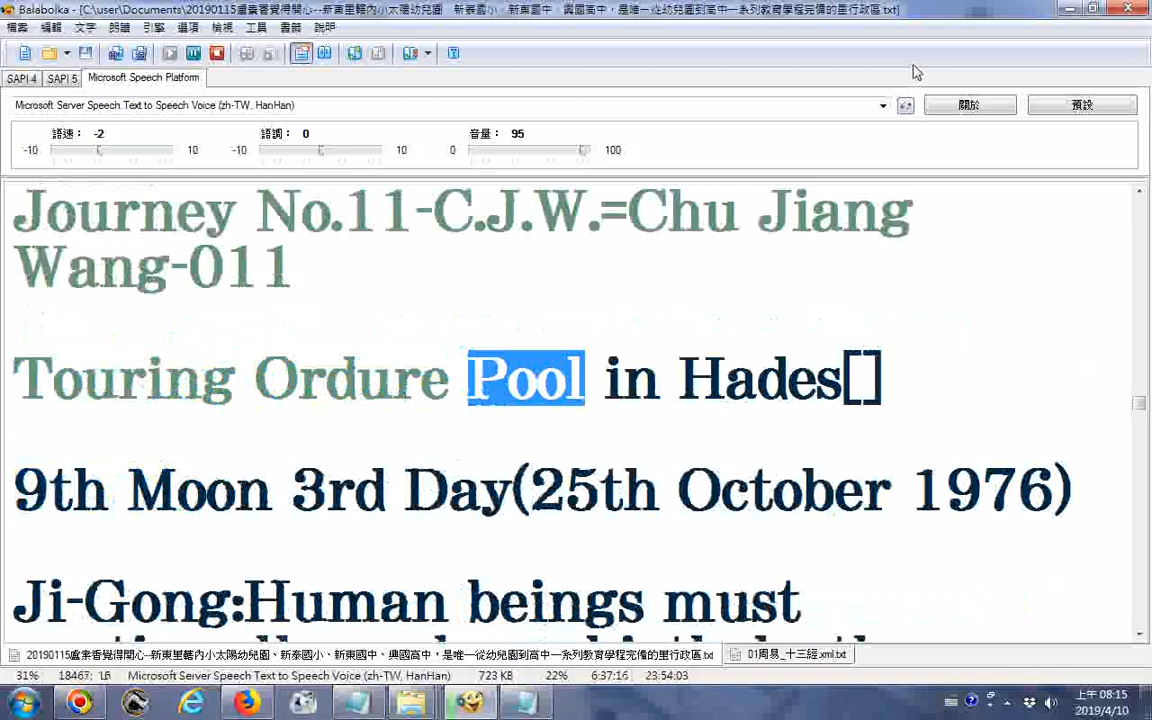 Balabolka - [C:\user\Documents\20190115盧彙香覺得開心--新東里轄內小太陽幼兒園、新泰國小、新東國中、興國高中，是唯一從幼兒園到高中一系列教育學程完備的里行政區.txt]
檔案 編輯 文字 朗讀 引擎 選項 檢視 工具 書籤 說明
SAPI 4 SAPI 5 Microsoft Speech Platform
Microsoft Server Speech Text to Speech Voice (zh-TW, HanHan) 關於 預設
語速： -2 語調： 0 音量： 95
-10 10 -10 10 0 100
Journey No.11-C.J.W.=Chu Jiang
Wang-011
Touring Ordure Pool in Hades[]
9th Moon 3rd Day(25th October 1976)
Ji-Gong:Human beings must
20190115盧彙香覺得開心--新東里轄內小太陽幼兒園、新泰國小、新東國中、興國高中，是唯一從幼兒園到高中一系列教育學程完備的里行政區.txt 01周易_十三經.xml.txt
31% 18467: 16 Microsoft Server Speech Text to Speech Voice (zh-TW, HanHan) 723 KB 22% 6:37:16 23:54:03
上午 08:15
2019/4/10